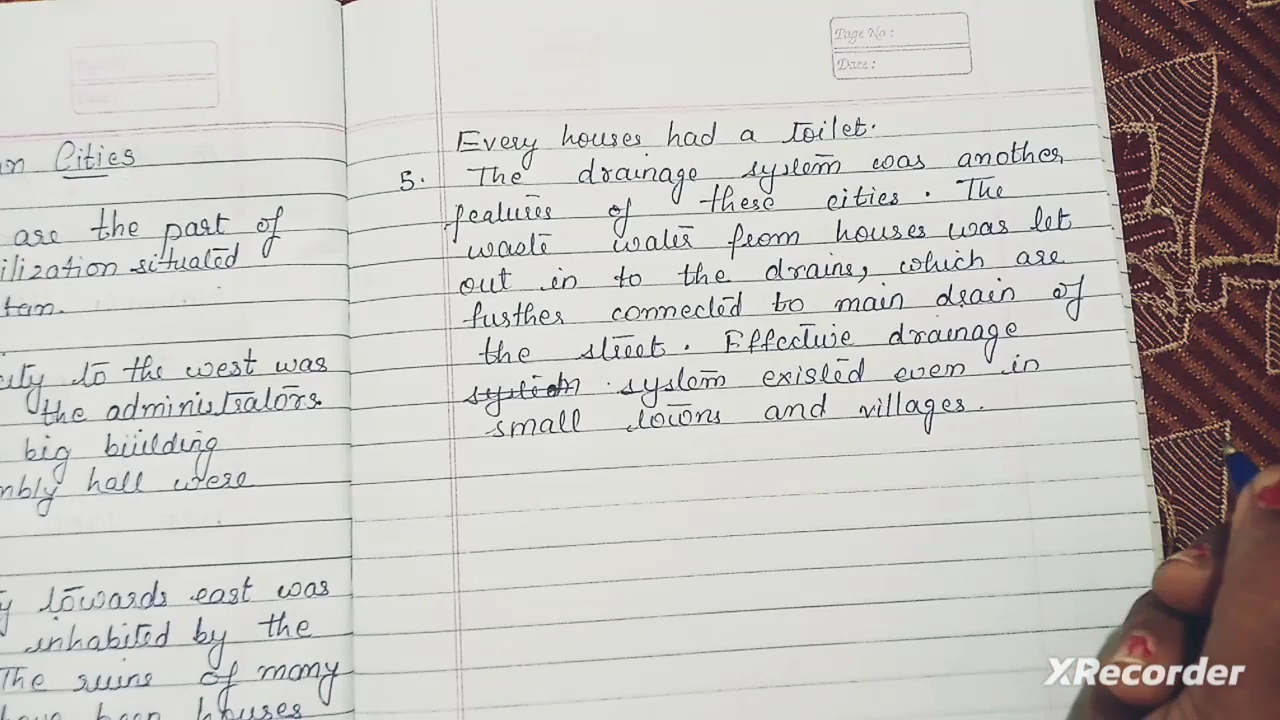 Cities
are the part of
situated
city to the west was
the administrators.
big building
hall were
towards east was
inhabited by the
The ruins of many
have been houses
Page No :
Date :
Every houses had a toilet.
5. The drainage system was another
features of these cities. The
waste water from houses was let
out in to the drains, which are
further connected to main drain of
the street. Effective drainage
system existed even in
small towns and villages.
XRecorder